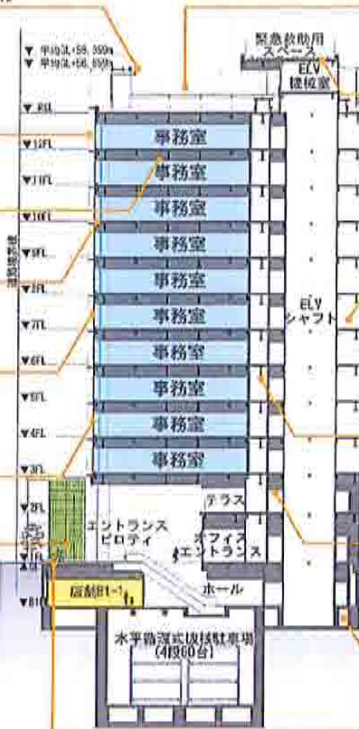 緊急救助用
スペース
ELV
機械室
▼RFL
▼12FL
事務室
▼11FL
事務室
▼10FL
事務室
▼9FL
事務室
▼8FL
事務室
▼7FL
事務室
ELV
シャフト
▼6FL
事務室
▼5FL
事務室
▼4FL
事務室
▼3FL
事務室
テラス
▼2FL
エントランス
ピロティ
オフィス
エントランス
店舗B1-1
ホール
水平循環式機械駐車場